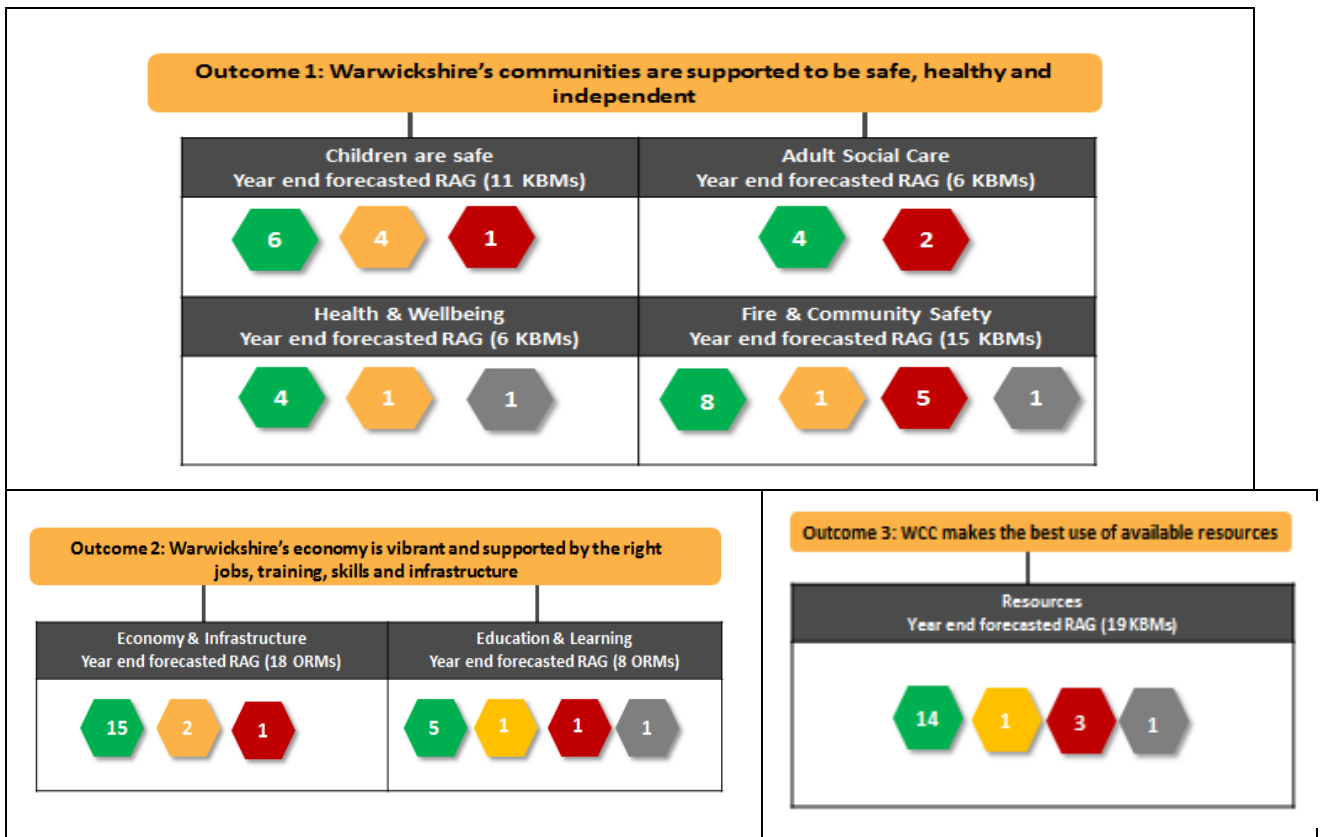 Outcome 1: Warwickshire's communities are supported to be safe, healthy and
independent
Children are safe
Year end forecasted RAG (11 KBMs)
6 4 1
Adult Social Care
Year end forecasted RAG (6 KBMs)
4 2
Health & Wellbeing
Year end forecasted RAG (6 KBMs)
4 1 1
Fire & Community Safety
Year end forecasted RAG (15 KBMs)
8 1 5 1
Outcome 2: Warwickshire's economy is vibrant and supported by the right
jobs, training, skills and infrastructure
Economy & Infrastructure
Year end forecasted RAG (18 ORMs)
15 2 1
Education & Learning
Year end forecasted RAG (8 ORMs)
5 1 1 1
Outcome 3: WCC makes the best use of available resources
Resources
Year end forecasted RAG (19 KBMs)
14 1 3 1